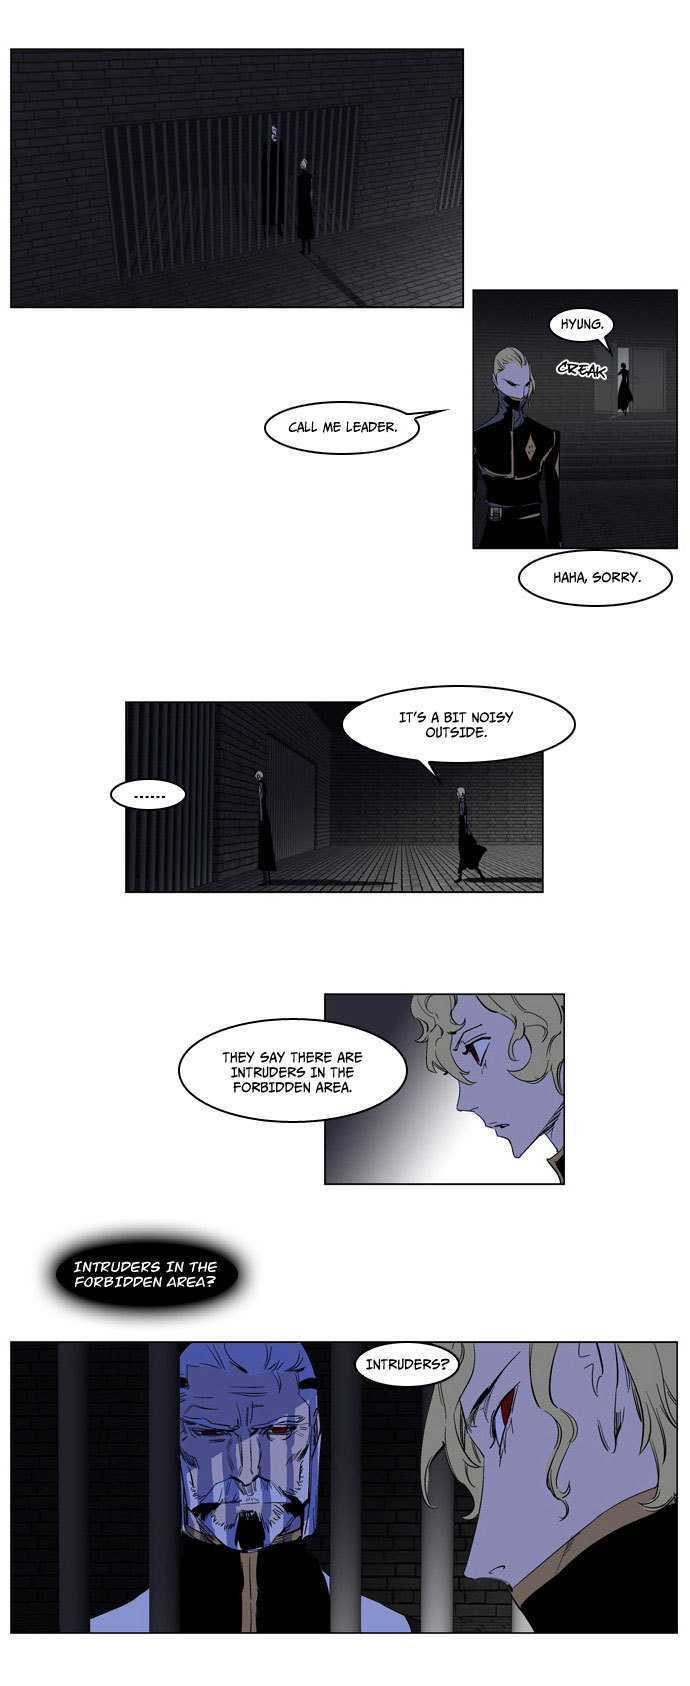 HYUNG.
CREAK
CALL ME LEADER.
HAHA, SORRY.
IT'S A BIT NOISY
OUTSIDE.
......
THEY SAY THERE ARE
INTRUDERS IN THE
FORBIDDEN AREA.
INTRUDERS IN THE
FORBIDDEN AREA?
INTRUDERS?